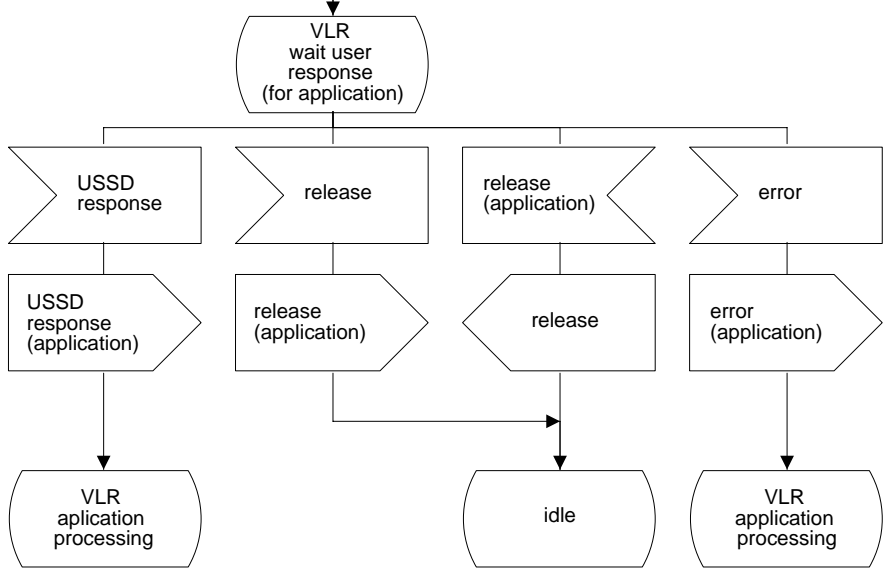 VLR
wait user
response
(for application)
USSD
response
release
release
(application)
error
USSD
response
(application)
release
(application)
release
error
(application)
VLR
aplication
processing
idle
VLR
application
processing